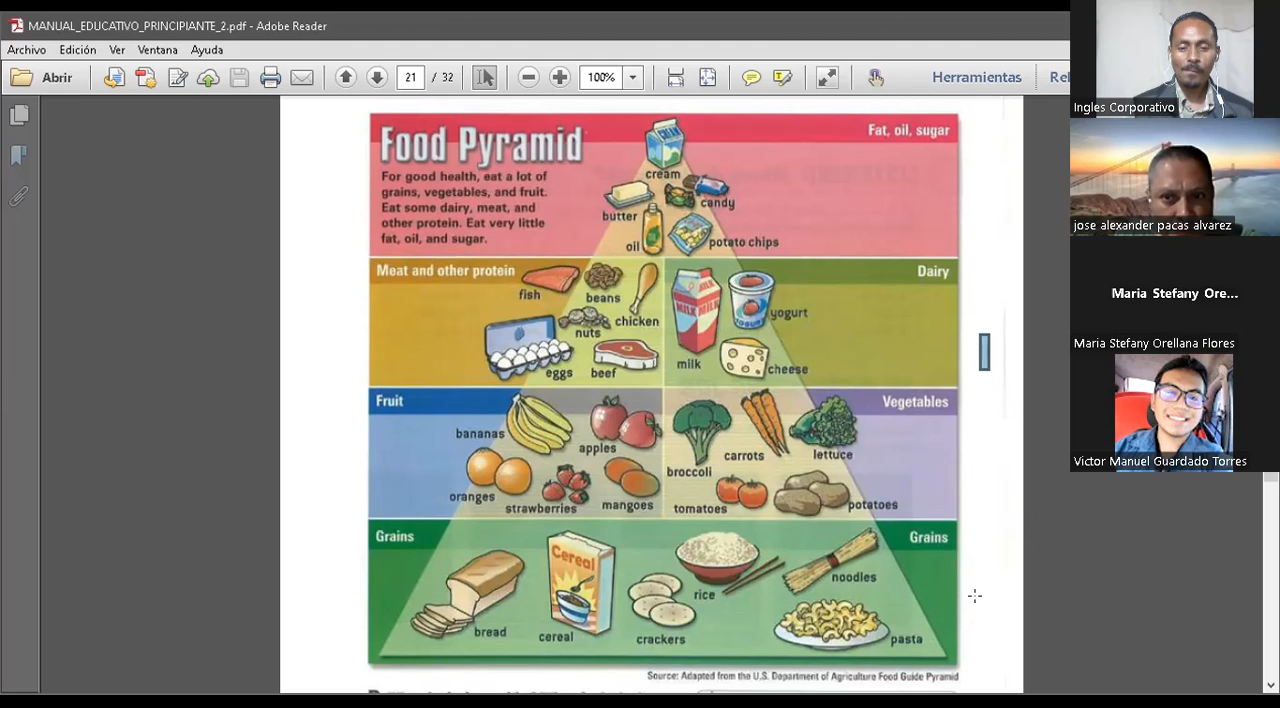 MANUAL_EDUCATIVO_PRINCIPIANTE_2.pdf - Adobe Reader
Archivo Edición Ver Ventana Ayuda
Abrir
21 / 32
100%
Herramientas
Food Pyramid
Fat, oil, sugar
For good health, eat a lot of
grains, vegetables, and fruit.
Eat some dairy, meat, and
other protein. Eat very little
fat, oil, and sugar.
CREAM
cream
butter
candy
oil
potato chips
Meat and other protein
Dairy
fish
beans
chicken
nuts
eggs
beef
MILK
milk
YOGURT
yogurt
cheese
Fruit
Vegetables
bananas
apples
oranges
strawberries
mangoes
broccoli
carrots
lettuce
tomatoes
potatoes
Grains
Grains
bread
Cereal
cereal
crackers
rice
noodles
pasta
Source: Adapted from the U.S. Department of Agriculture Food Guide Pyramid
Ingles Corporativo
jose alexander pacas alvarez
Maria Stefany Ore...
Maria Stefany Orellana Flores
Victor Manuel Guardado Torres